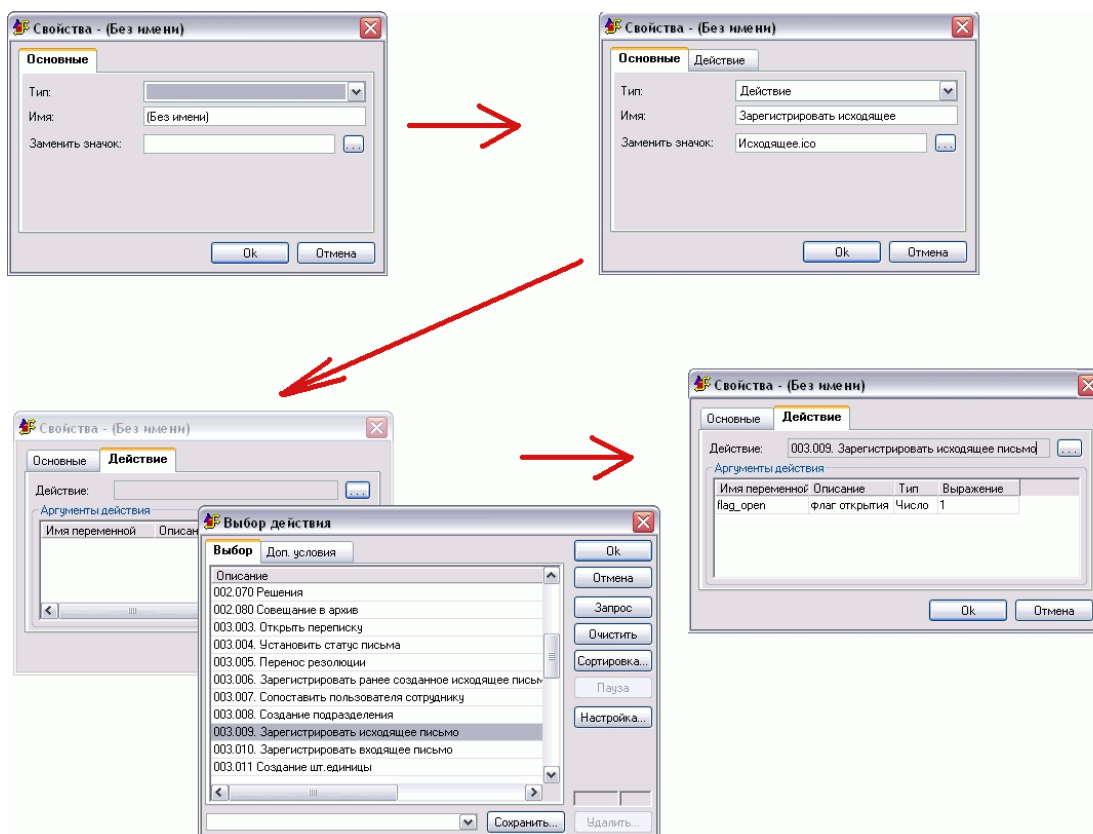 Свойства - (Без имени)
Основные
Тип:
Имя: (Без имени)
Заменить значок: ...
Ok Отмена
Свойства - (Без имени)
Основные Действие
Тип: Действие
Имя: Зарегистрировать исходящее
Заменить значок: Исходящее.ico ...
Ok Отмена
Свойства - (Без имени)
Основные Действие
Действие: ...
Аргументы действия
Имя переменной Описан
Выбор действия
Выбор Доп. условия
Описание
002.070 Решения
002.080 Совещание в архив
003.003. Открыть переписку
003.004. Установить статус письма
003.005. Перенос резолюции
003.006. Зарегистрировать ранее созданное исходящее письм
003.007. Сопоставить пользователя сотруднику
003.008. Создание подразделения
003.009. Зарегистрировать исходящее письмо
003.010. Зарегистрировать входящее письмо
003.011 Создание шт.единицы
Ok
Отмена
Запрос
Очистить
Сортировка...
Пауза
Настройка...
Сохранить... Удалить...
Свойства - (Без имени)
Основные Действие
Действие: 003.009. Зарегистрировать исходящее письмо ...
Аргументы действия
Имя переменной Описание Тип Выражение
flag_open флаг открытия Число 1
Ok Отмена